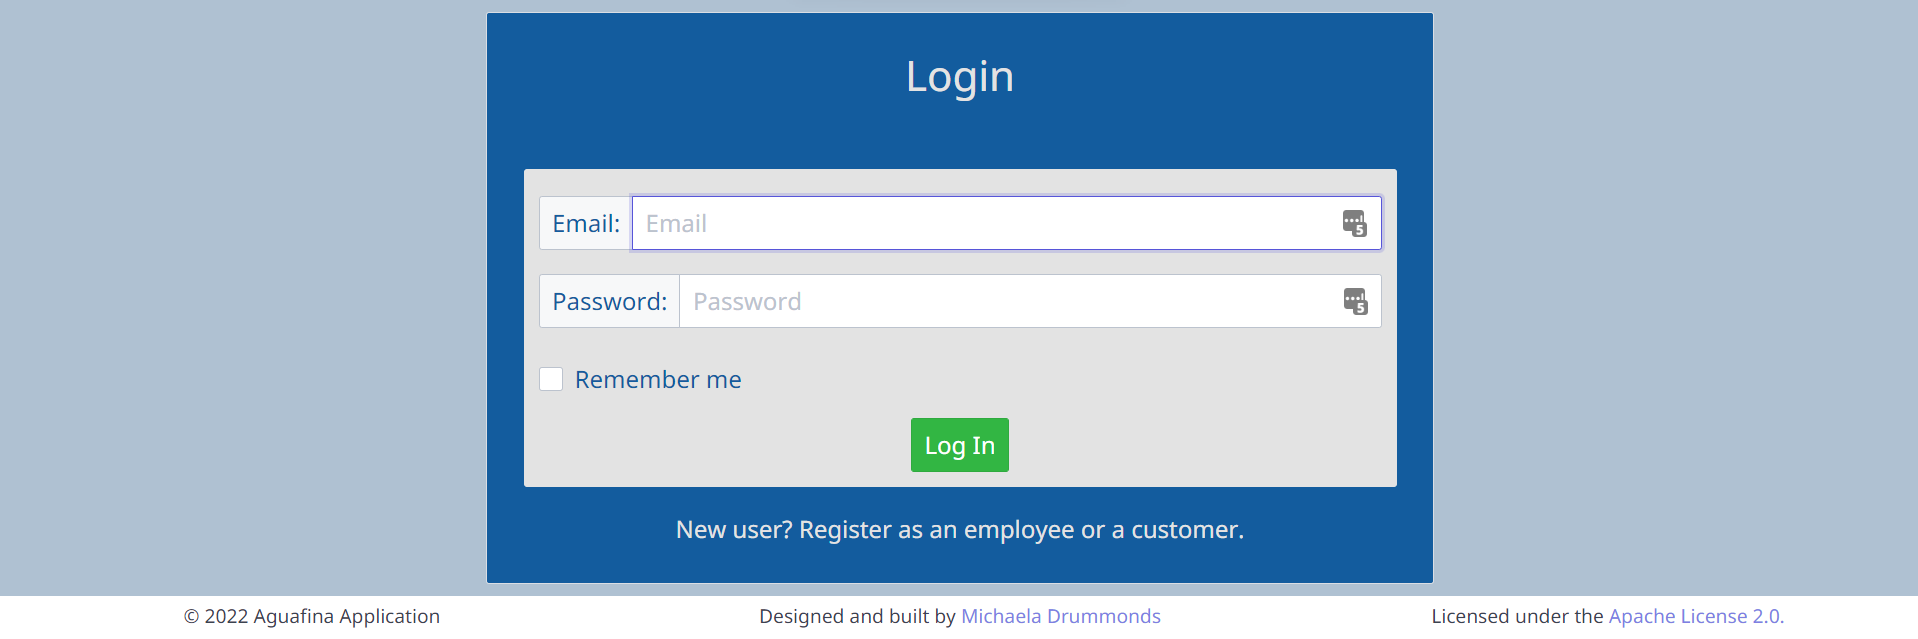 Login
Email: Email
Password: Password
Remember me
Log In
New user? Register as an employee or a customer.
© 2022 Aguafina Application Designed and built by Michaela Drummonds Licensed under the Apache License 2.0.